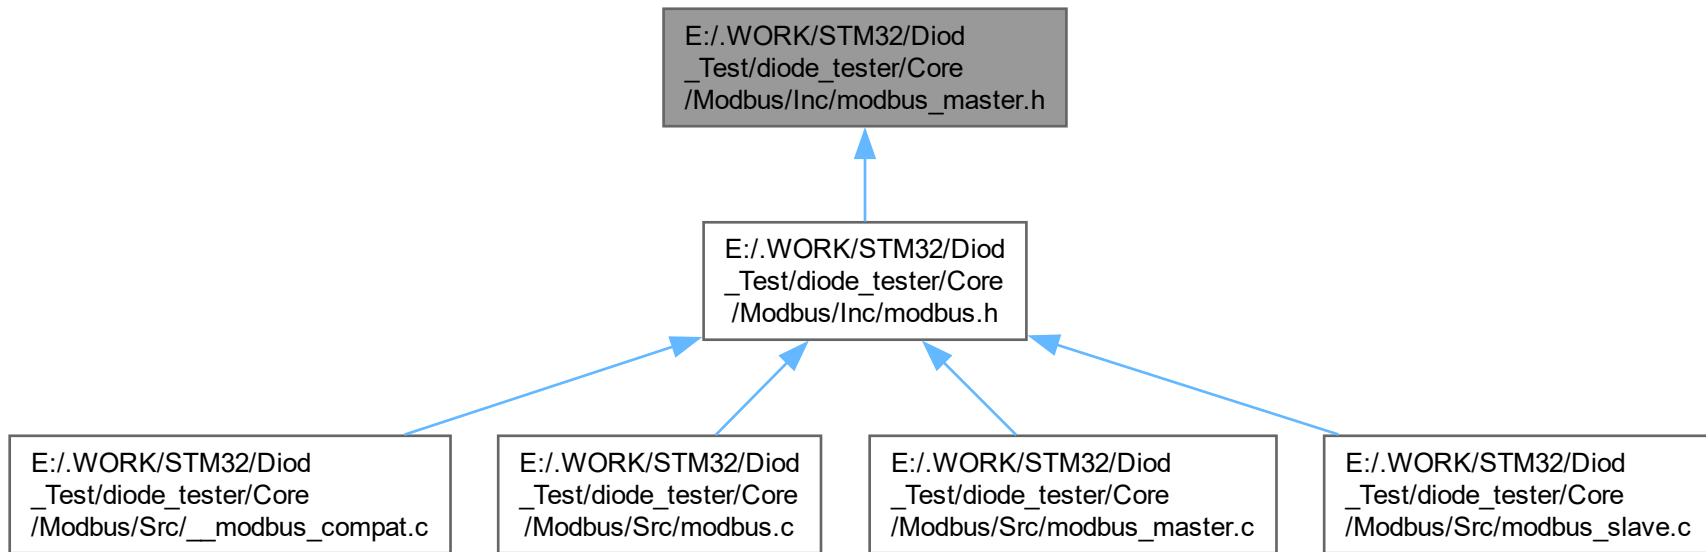 E:/.WORK/STM32/Diod
_Test/diode_tester/Core
/Modbus/Inc/modbus_master.h
E:/.WORK/STM32/Diod
_Test/diode_tester/Core
/Modbus/Inc/modbus.h
E:/.WORK/STM32/Diod
_Test/diode_tester/Core
/Modbus/Src/__modbus_compat.c
E:/.WORK/STM32/Diod
_Test/diode_tester/Core
/Modbus/Src/modbus.c
E:/.WORK/STM32/Diod
_Test/diode_tester/Core
/Modbus/Src/modbus_master.c
E:/.WORK/STM32/Diod
_Test/diode_tester/Core
/Modbus/Src/modbus_slave.c